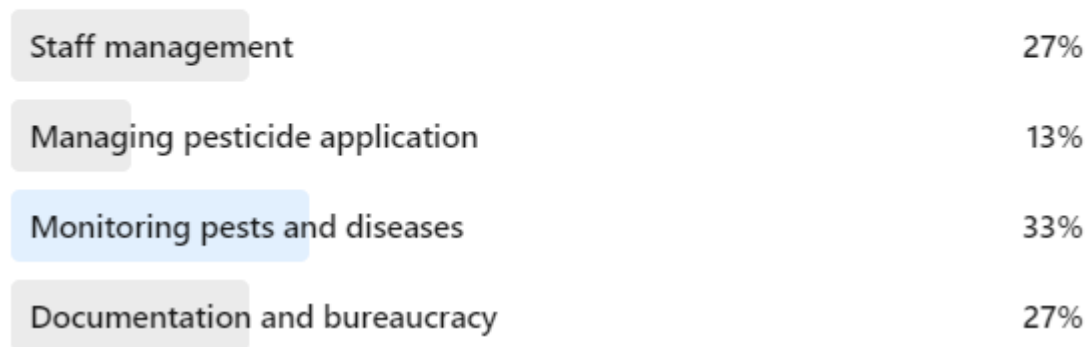 Staff management 27%
Managing pesticide application 13%
Monitoring pests and diseases 33%
Documentation and bureaucracy 27%